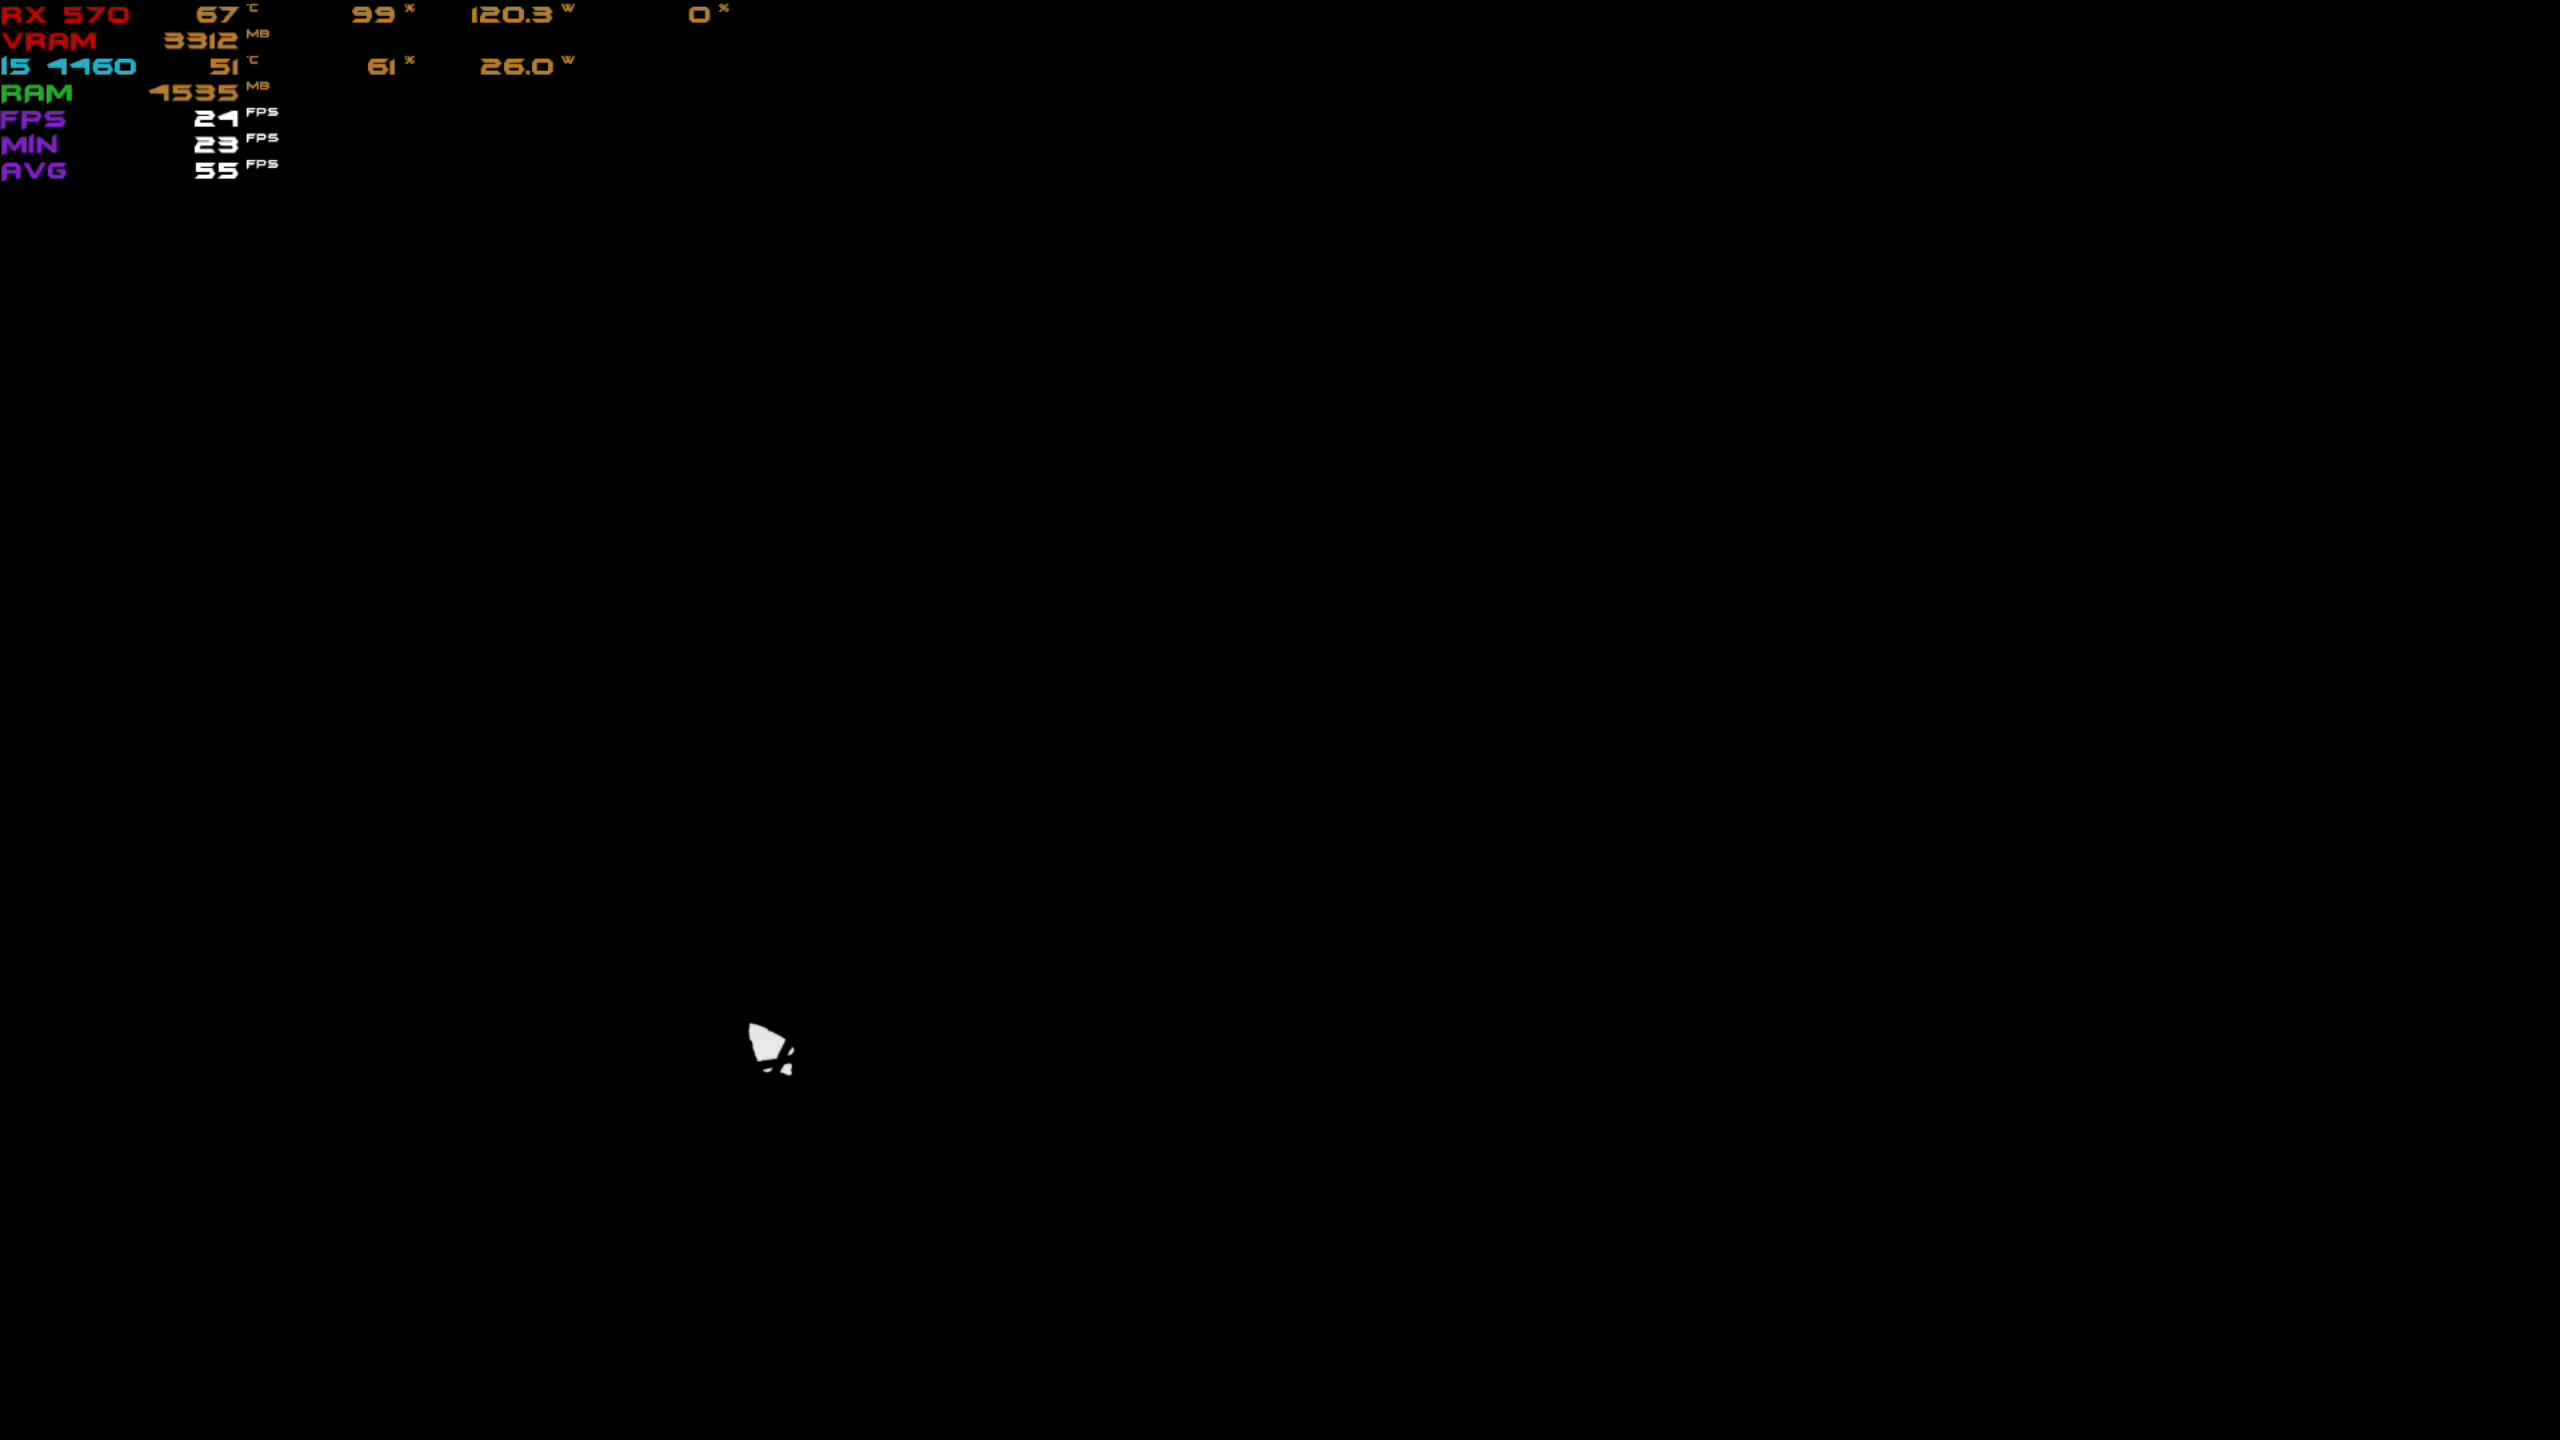 RX 570 67 °C 99 % 120.3 W 0 %
VRAM 3312 MB
I5 4460 51 °C 61 % 26.0 W
RAM 4535 MB
FPS 24 FPS
MIN 23 FPS
AVG 55 FPS